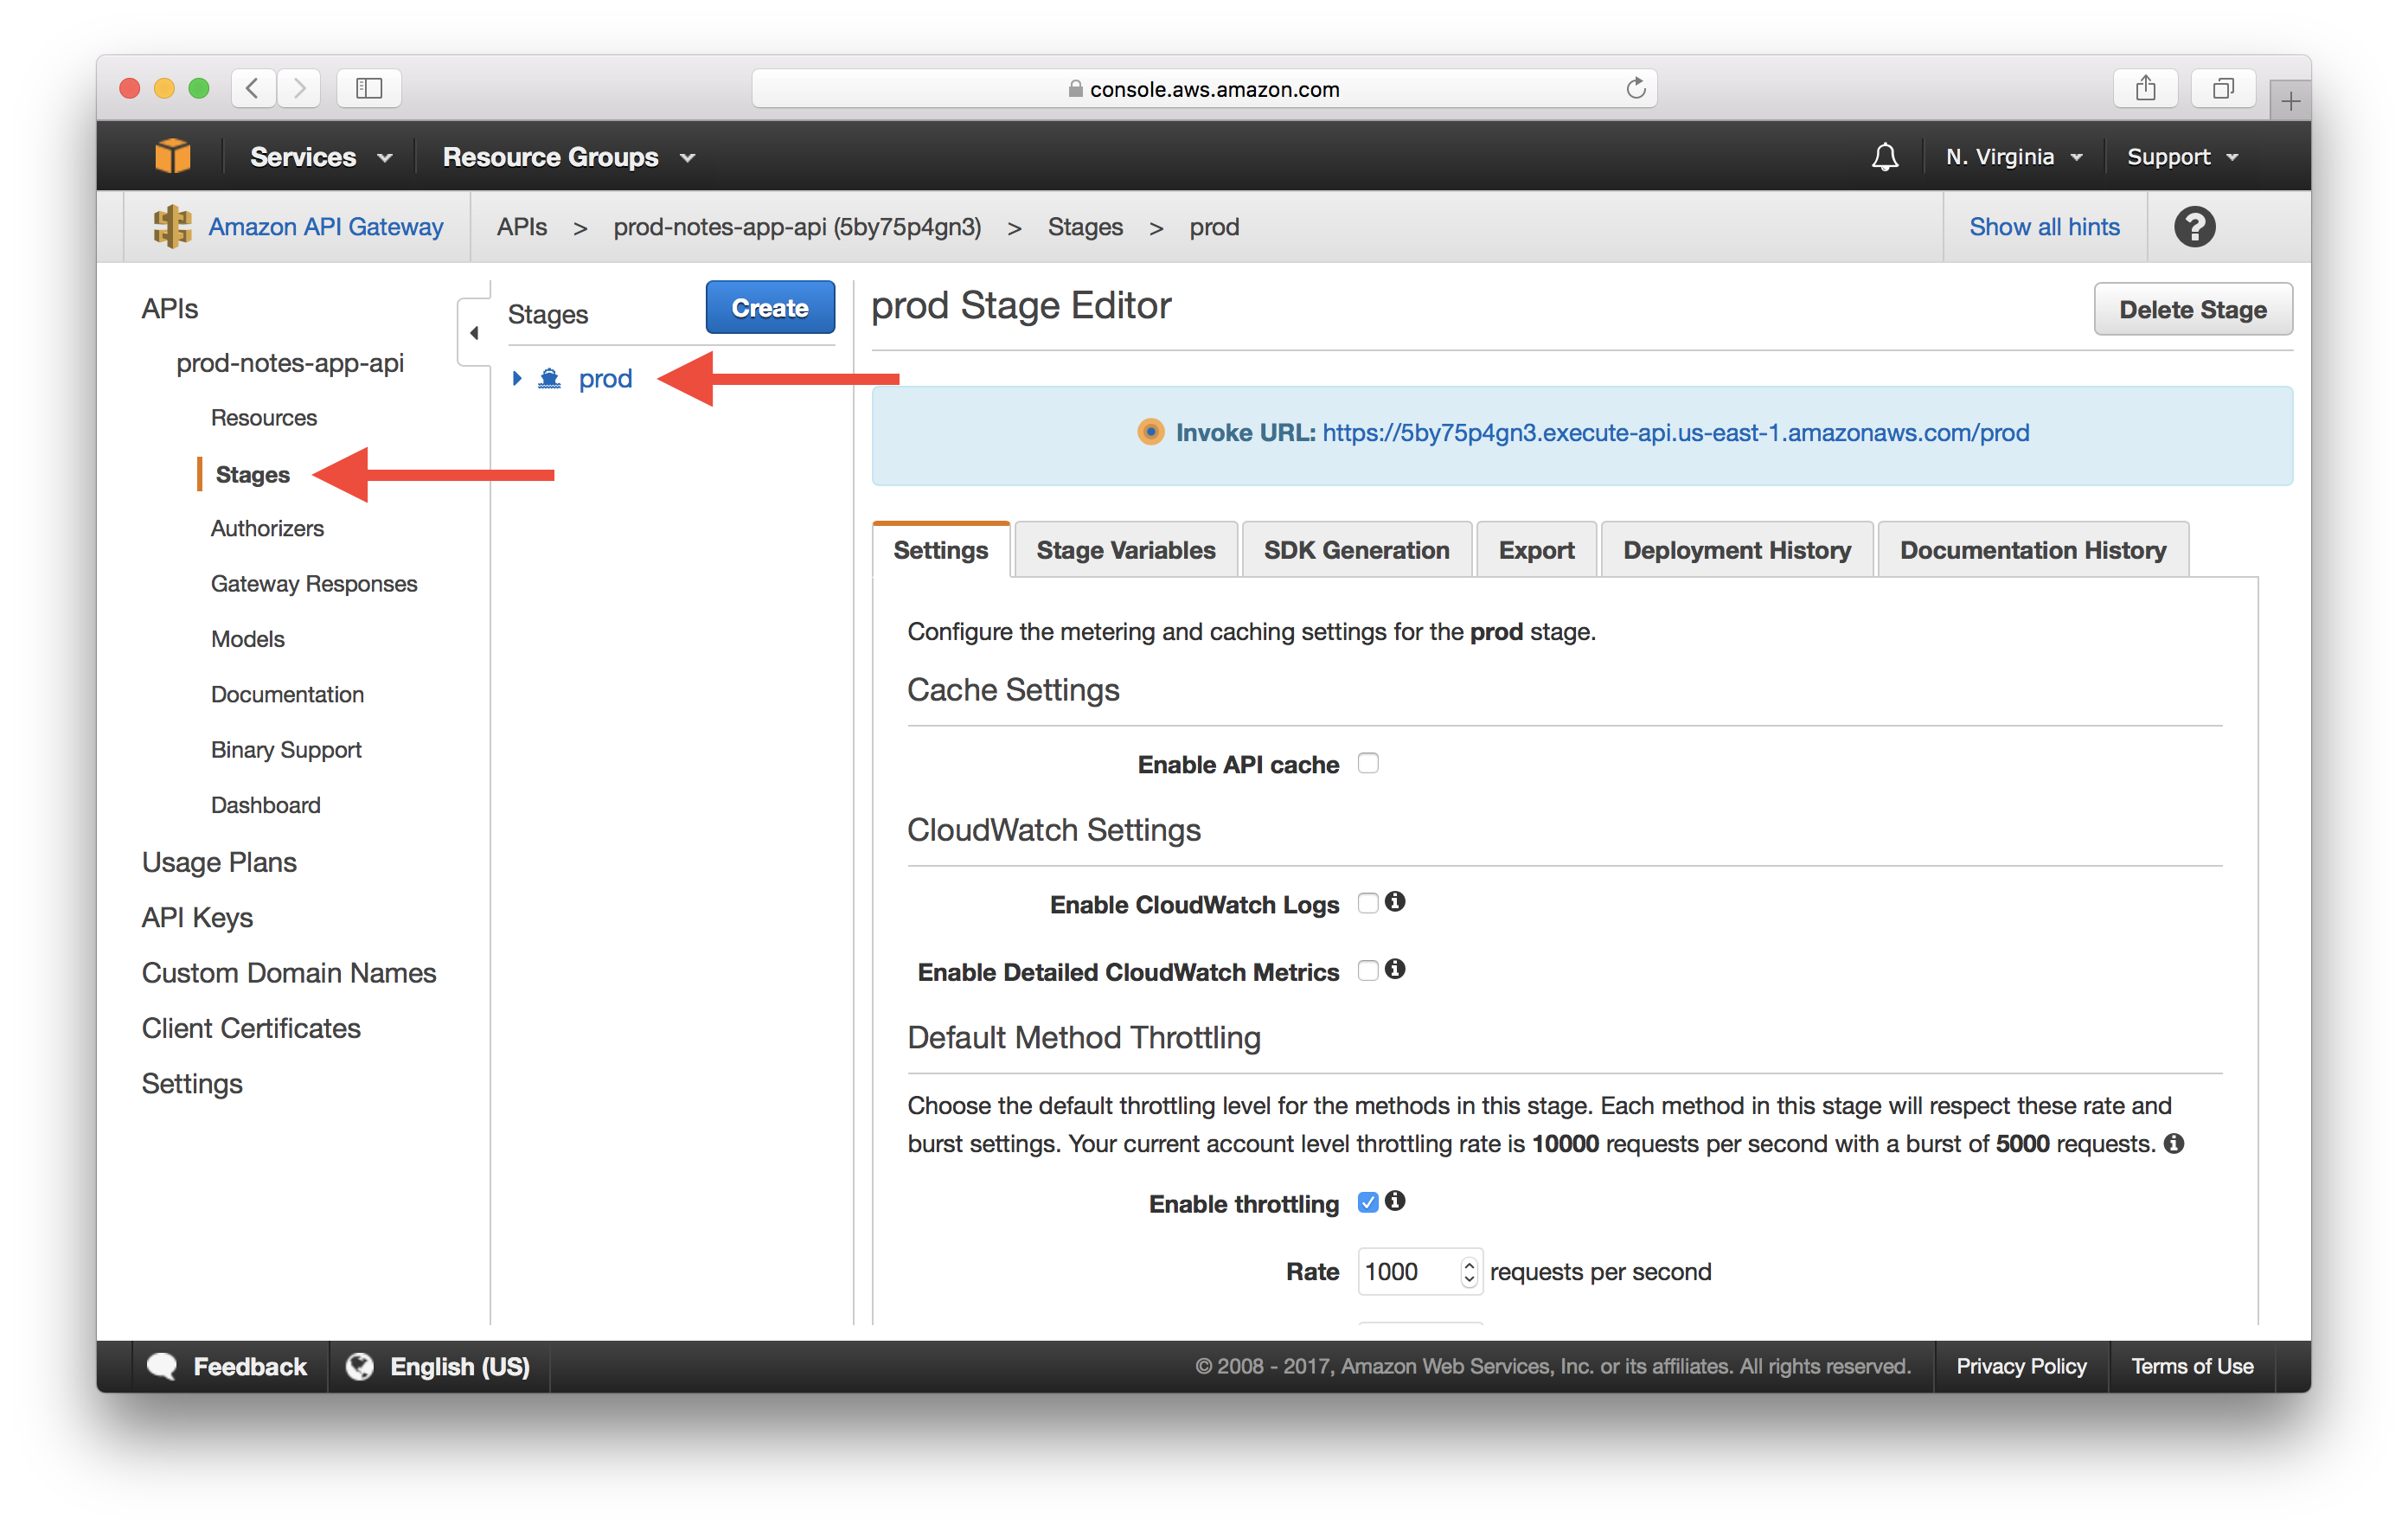 console.aws.amazon.com
Services Resource Groups N. Virginia Support
Amazon API Gateway APIs > prod-notes-app-api (5by75p4gn3) > Stages > prod Show all hints
APIs
prod-notes-app-api
Resources
Stages
Authorizers
Gateway Responses
Models
Documentation
Binary Support
Dashboard
Usage Plans
API Keys
Custom Domain Names
Client Certificates
Settings
Stages Create
prod
prod Stage Editor Delete Stage
Invoke URL: https://5by75p4gn3.execute-api.us-east-1.amazonaws.com/prod
Settings Stage Variables SDK Generation Export Deployment History Documentation History
Configure the metering and caching settings for the prod stage.
Cache Settings
Enable API cache
CloudWatch Settings
Enable CloudWatch Logs
Enable Detailed CloudWatch Metrics
Default Method Throttling
Choose the default throttling level for the methods in this stage. Each method in this stage will respect these rate and
burst settings. Your current account level throttling rate is 10000 requests per second with a burst of 5000 requests.
Enable throttling
Rate 1000 requests per second
Feedback English (US) © 2008 - 2017, Amazon Web Services, Inc. or its affiliates. All rights reserved. Privacy Policy Terms of Use